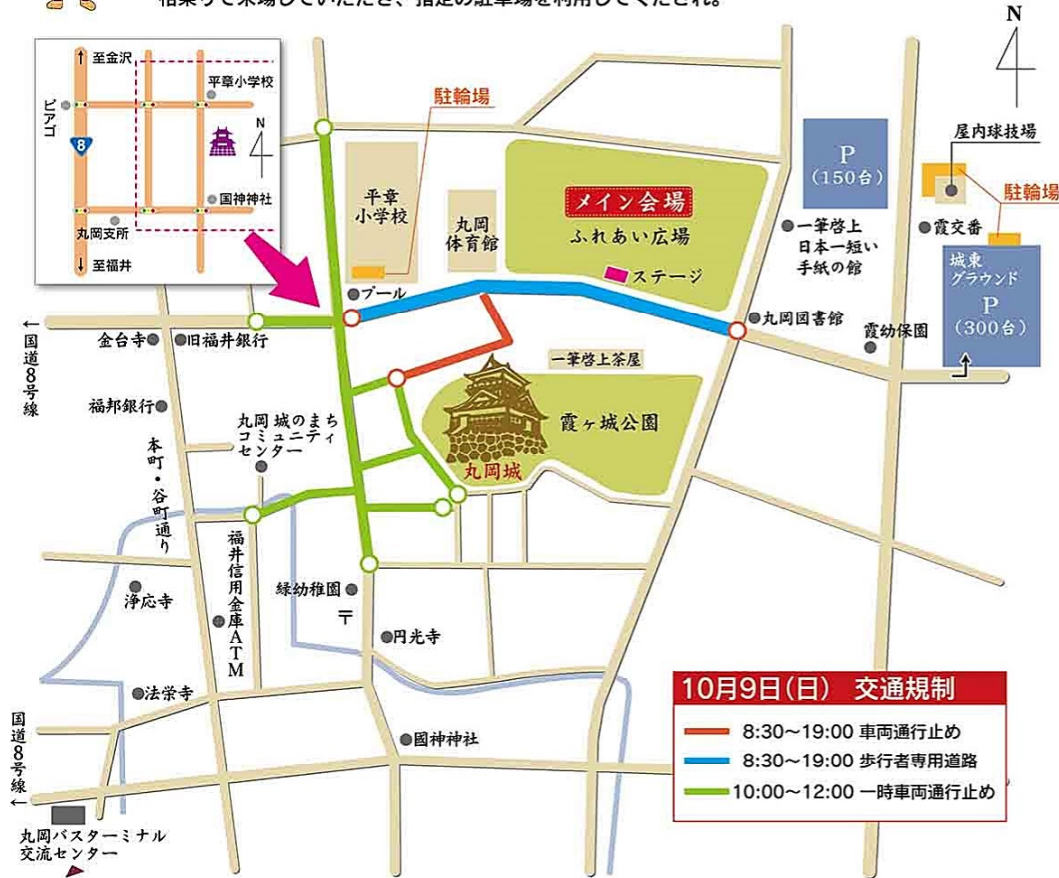 相乗りで来場していただき、指定の駐車場を利用してくだされ。
N
↑至金沢
平章小学校
ピアゴ
8
N
国神神社
丸岡支所
↓至福井
駐輪場
平章
小学校
丸岡
体育館
メイン会場
ふれあい広場
ステージ
プール
P
(150台)
屋内球技場
駐輪場
霞交番
一筆啓上
日本一短い
手紙の館
城東
グラウンド
P
(300台)
丸岡図書館
霞幼保園
←国道8号線
金台寺
旧福井銀行
一筆啓上茶屋
霞ヶ城公園
丸岡城
福邦銀行
丸岡 城のまち
コミュニティ
センター
本町・谷町通り
福井信用金庫ATM
浄応寺
緑幼稚園
〒
円光寺
法栄寺
國神神社
国道8号線
←
丸岡バスターミナル
交流センター
10月9日(日) 交通規制
8:30～19:00 車両通行止め
8:30～19:00 歩行者専用道路
10:00～12:00 一時車両通行止め